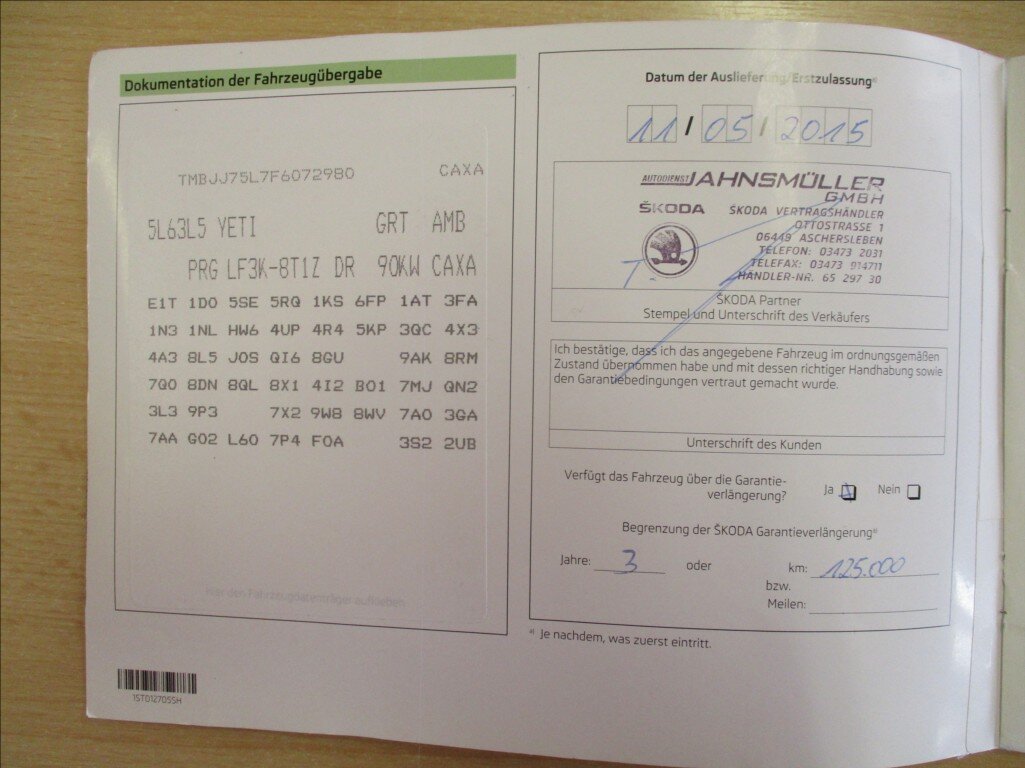 Dokumentation der Fahrzeugübergabe
TMBJJ75L7F6072980 CAXA
5L63L5 YETI GRT AMB
PRG LF3K-8T1Z DR 90KW CAXA
E1T 1D0 5SE 5RQ 1KS 6FP 1AT 3FA
1N3 1NL HW6 4UP 4R4 5KP 3QC 4X3
4A3 8L5 J0S QI6 8GU 9AK 8RM
7Q0 8DN 8QL 8X1 4I2 B01 7MJ QN2
3L3 9P3 7X2 9W8 8WV 7A0 3GA
7AA G02 L60 7P4 F0A 3S2 2UB
Hier den Fahrzeugdatenträger aufkleben
1ST012705SH
Datum der Auslieferung/Erstzulassung a)
11 / 05 / 2015
AUTODIENST JAHNSMÜLLER
GMBH
ŠKODA ŠKODA VERTRAGSHÄNDLER
OTTOSTRASSE 1
06449 ASCHERSLEBEN
TELEFON: 03473 2031
TELEFAX: 03473 914711
HÄNDLER-NR. 65 297 30
ŠKODA Partner
Stempel und Unterschrift des Verkäufers
Ich bestätige, dass ich das angegebene Fahrzeug im ordnungsgemäßen
Zustand übernommen habe und mit dessen richtiger Handhabung sowie
den Garantiebedingungen vertraut gemacht wurde.
Unterschrift des Kunden
Verfügt das Fahrzeug über die Garantie-
verlängerung? Ja Nein
Begrenzung der ŠKODA Garantieverlängerung a)
Jahre: 3 oder km: 125.000
bzw.
Meilen:
a) Je nachdem, was zuerst eintritt.